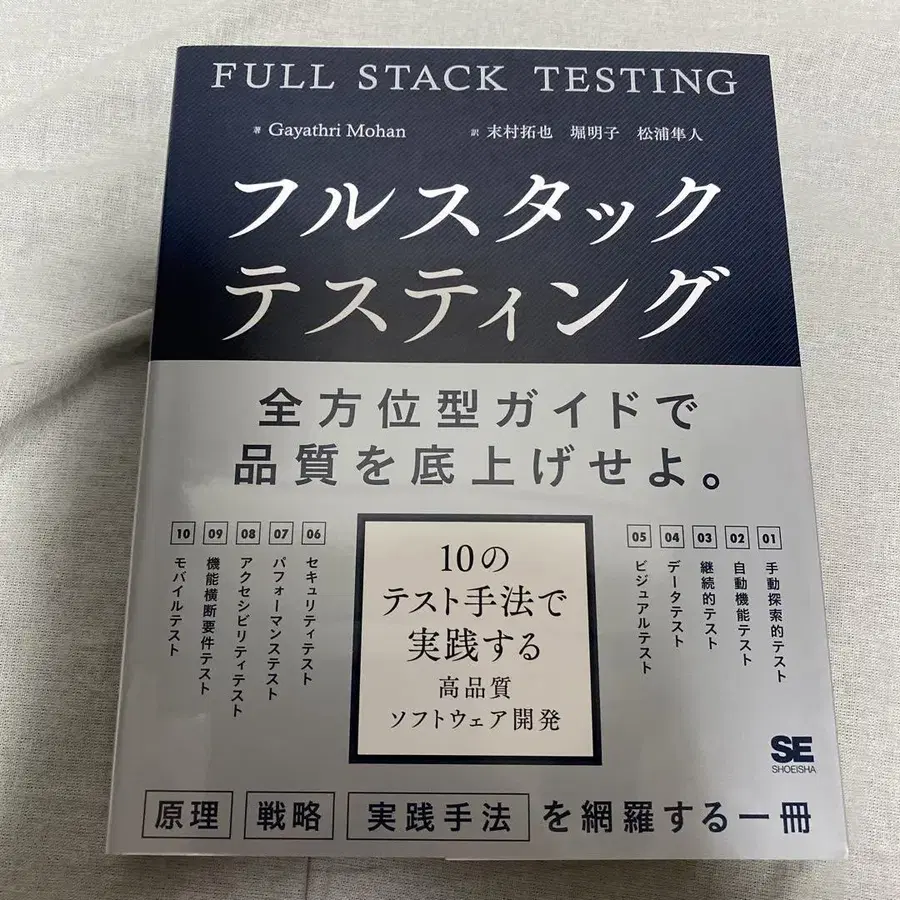 FULL STACK TESTING
著 Gayathri Mohan 訳 末村拓也 堀明子 松浦隼人
フルスタック
テスティング
全方位型ガイドで
品質を底上げせよ。
01 手動探索的テスト
02 自動機能テスト
03 継続的テスト
04 データテスト
05 ビジュアルテスト
10の
テスト手法で
実践する
高品質
ソフトウェア開発
06 セキュリティテスト
07 パフォーマンステスト
08 アクセシビリティテスト
09 機能横断要件テスト
10 モバイルテスト
SE
SHOEISHA
原理 戦略 実践手法 を網羅する一冊